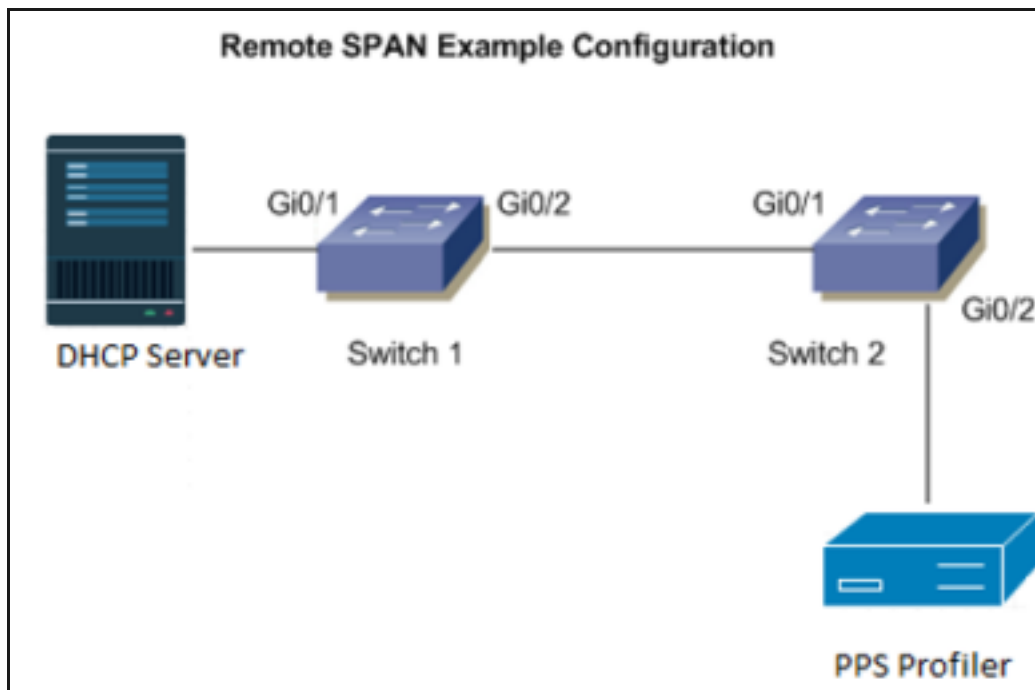 Remote SPAN Example Configuration
Gi0/1
Gi0/2
Gi0/1
Gi0/2
DHCP Server
Switch 1
Switch 2
PPS Profiler